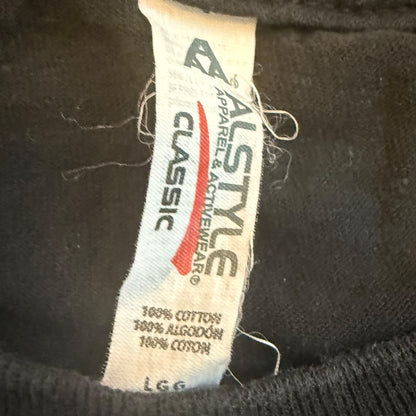 AA
ALSTYLE
APPAREL & ACTIVEWEAR®
CLASSIC
100% COTTON
100% ALGODÓN
100% COTON
LGG